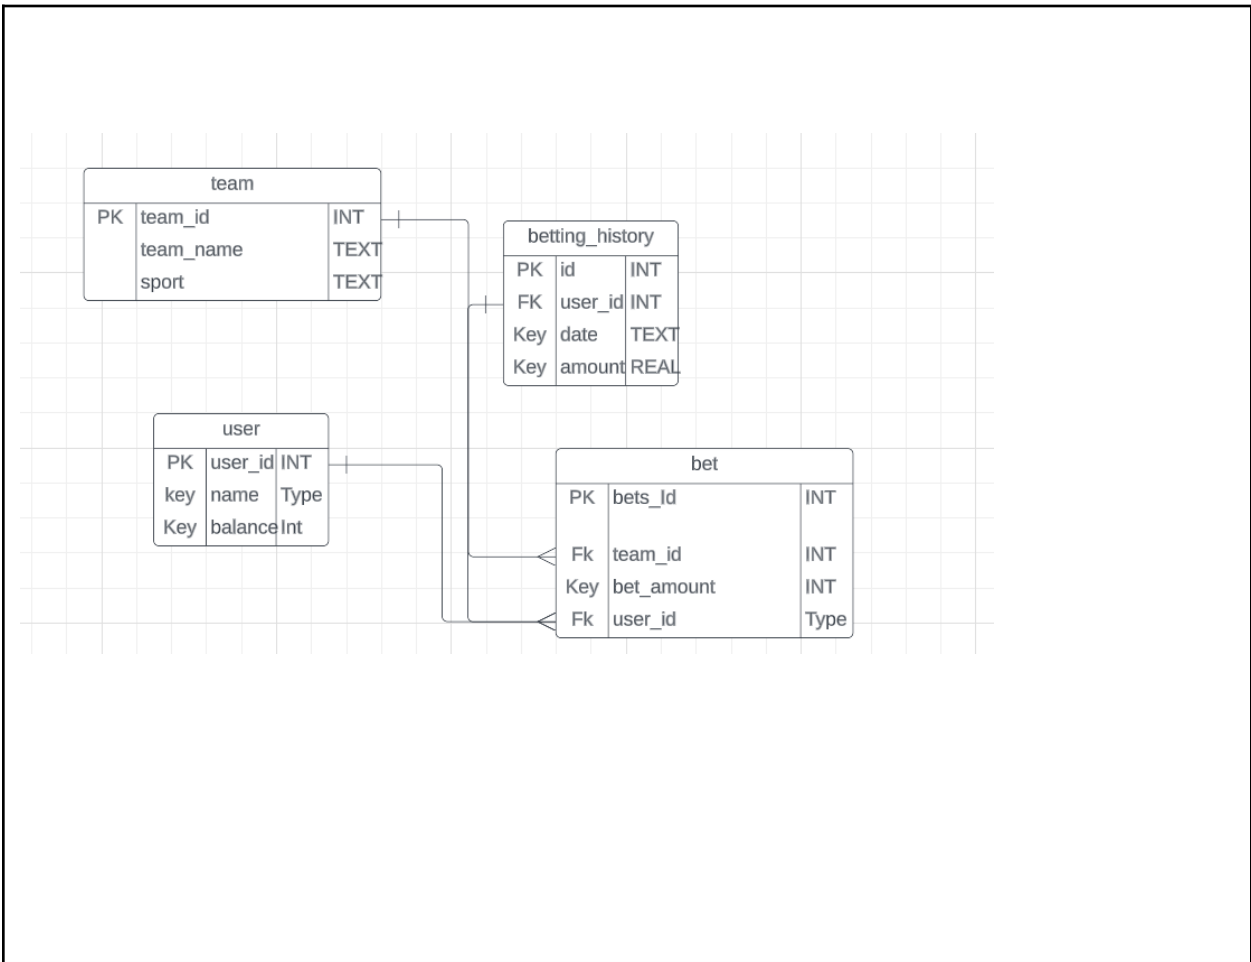 team
PK team_id INT
team_name TEXT
sport TEXT
betting_history
PK id INT
FK user_id INT
Key date TEXT
Key amount REAL
user
PK user_id INT
key name Type
Key balance Int
bet
PK bets_Id INT
Fk team_id INT
Key bet_amount INT
Fk user_id Type